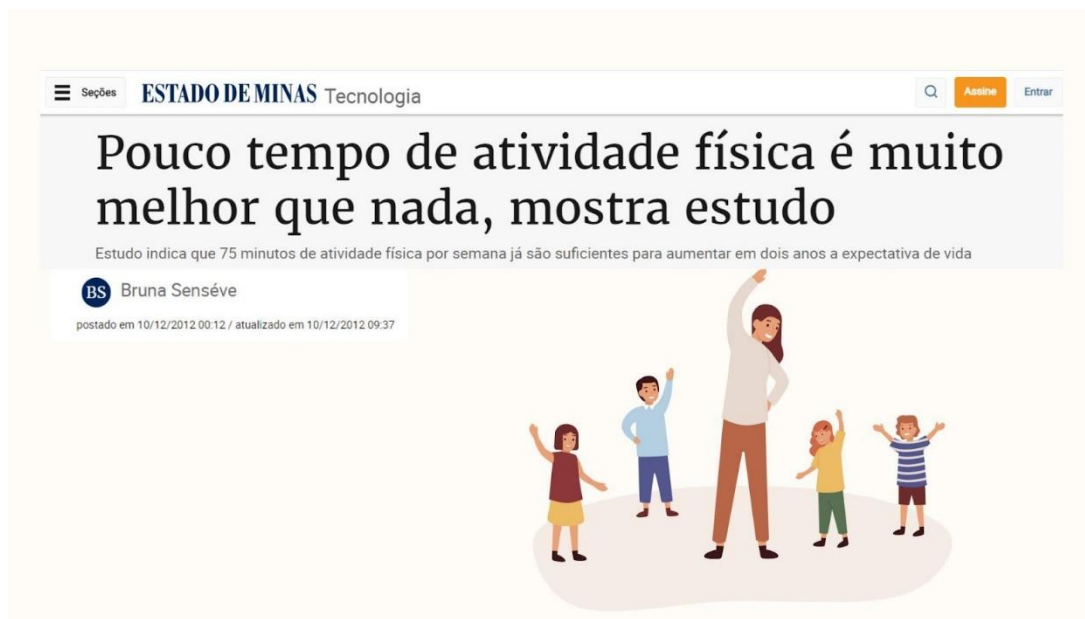 Seções ESTADO DE MINAS Tecnologia Assine Entrar
Pouco tempo de atividade física é muito
melhor que nada, mostra estudo
Estudo indica que 75 minutos de atividade física por semana já são suficientes para aumentar em dois anos a expectativa de vida
BS Bruna Senséve
postado em 10/12/2012 00:12 / atualizado em 10/12/2012 09:37